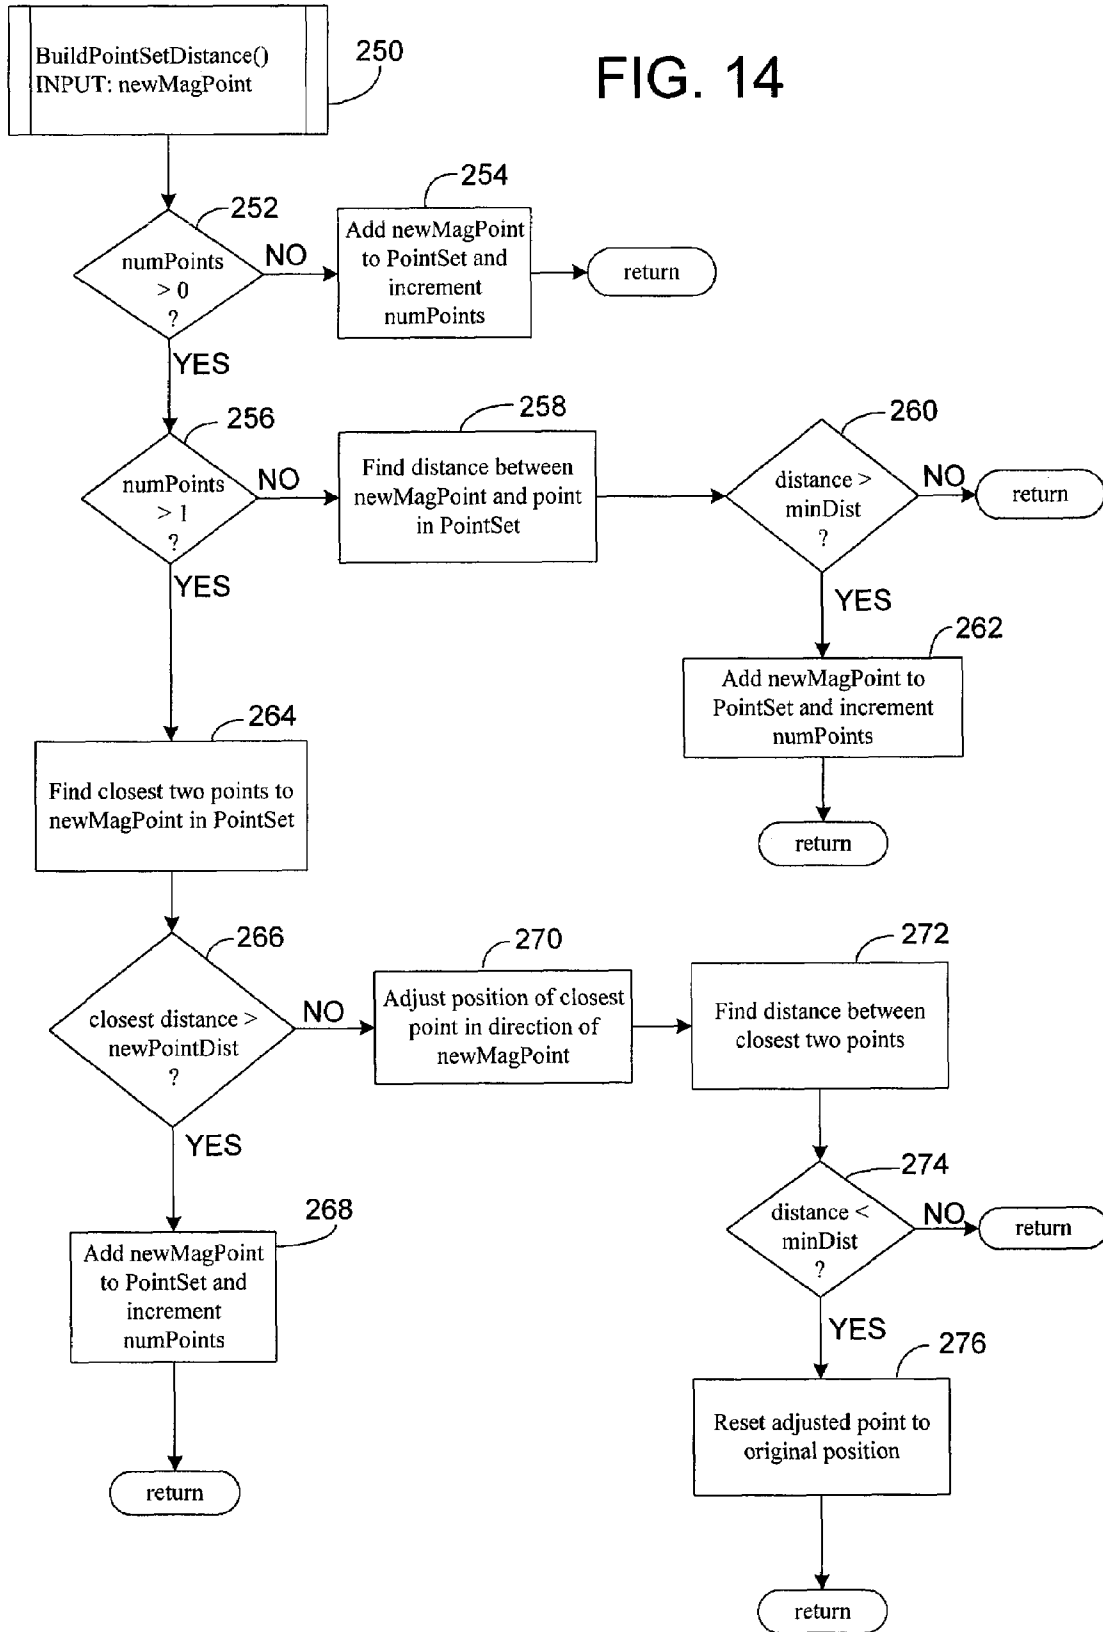 FIG. 14
BuildPointSetDistance()
INPUT: newMagPoint
250
252
numPoints
> 0
?
NO
YES
254
Add newMagPoint
to PointSet and
increment
numPoints
return
256
numPoints
> 1
?
NO
YES
258
Find distance between
newMagPoint and point
in PointSet
260
distance >
minDist
?
NO
return
YES
262
Add newMagPoint to
PointSet and increment
numPoints
return
264
Find closest two points to
newMagPoint in PointSet
266
closest distance >
newPointDist
?
NO
YES
268
Add newMagPoint
to PointSet and
increment
numPoints
return
270
Adjust position of closest
point in direction of
newMagPoint
272
Find distance between
closest two points
274
distance <
minDist
?
NO
return
YES
276
Reset adjusted point to
original position
return